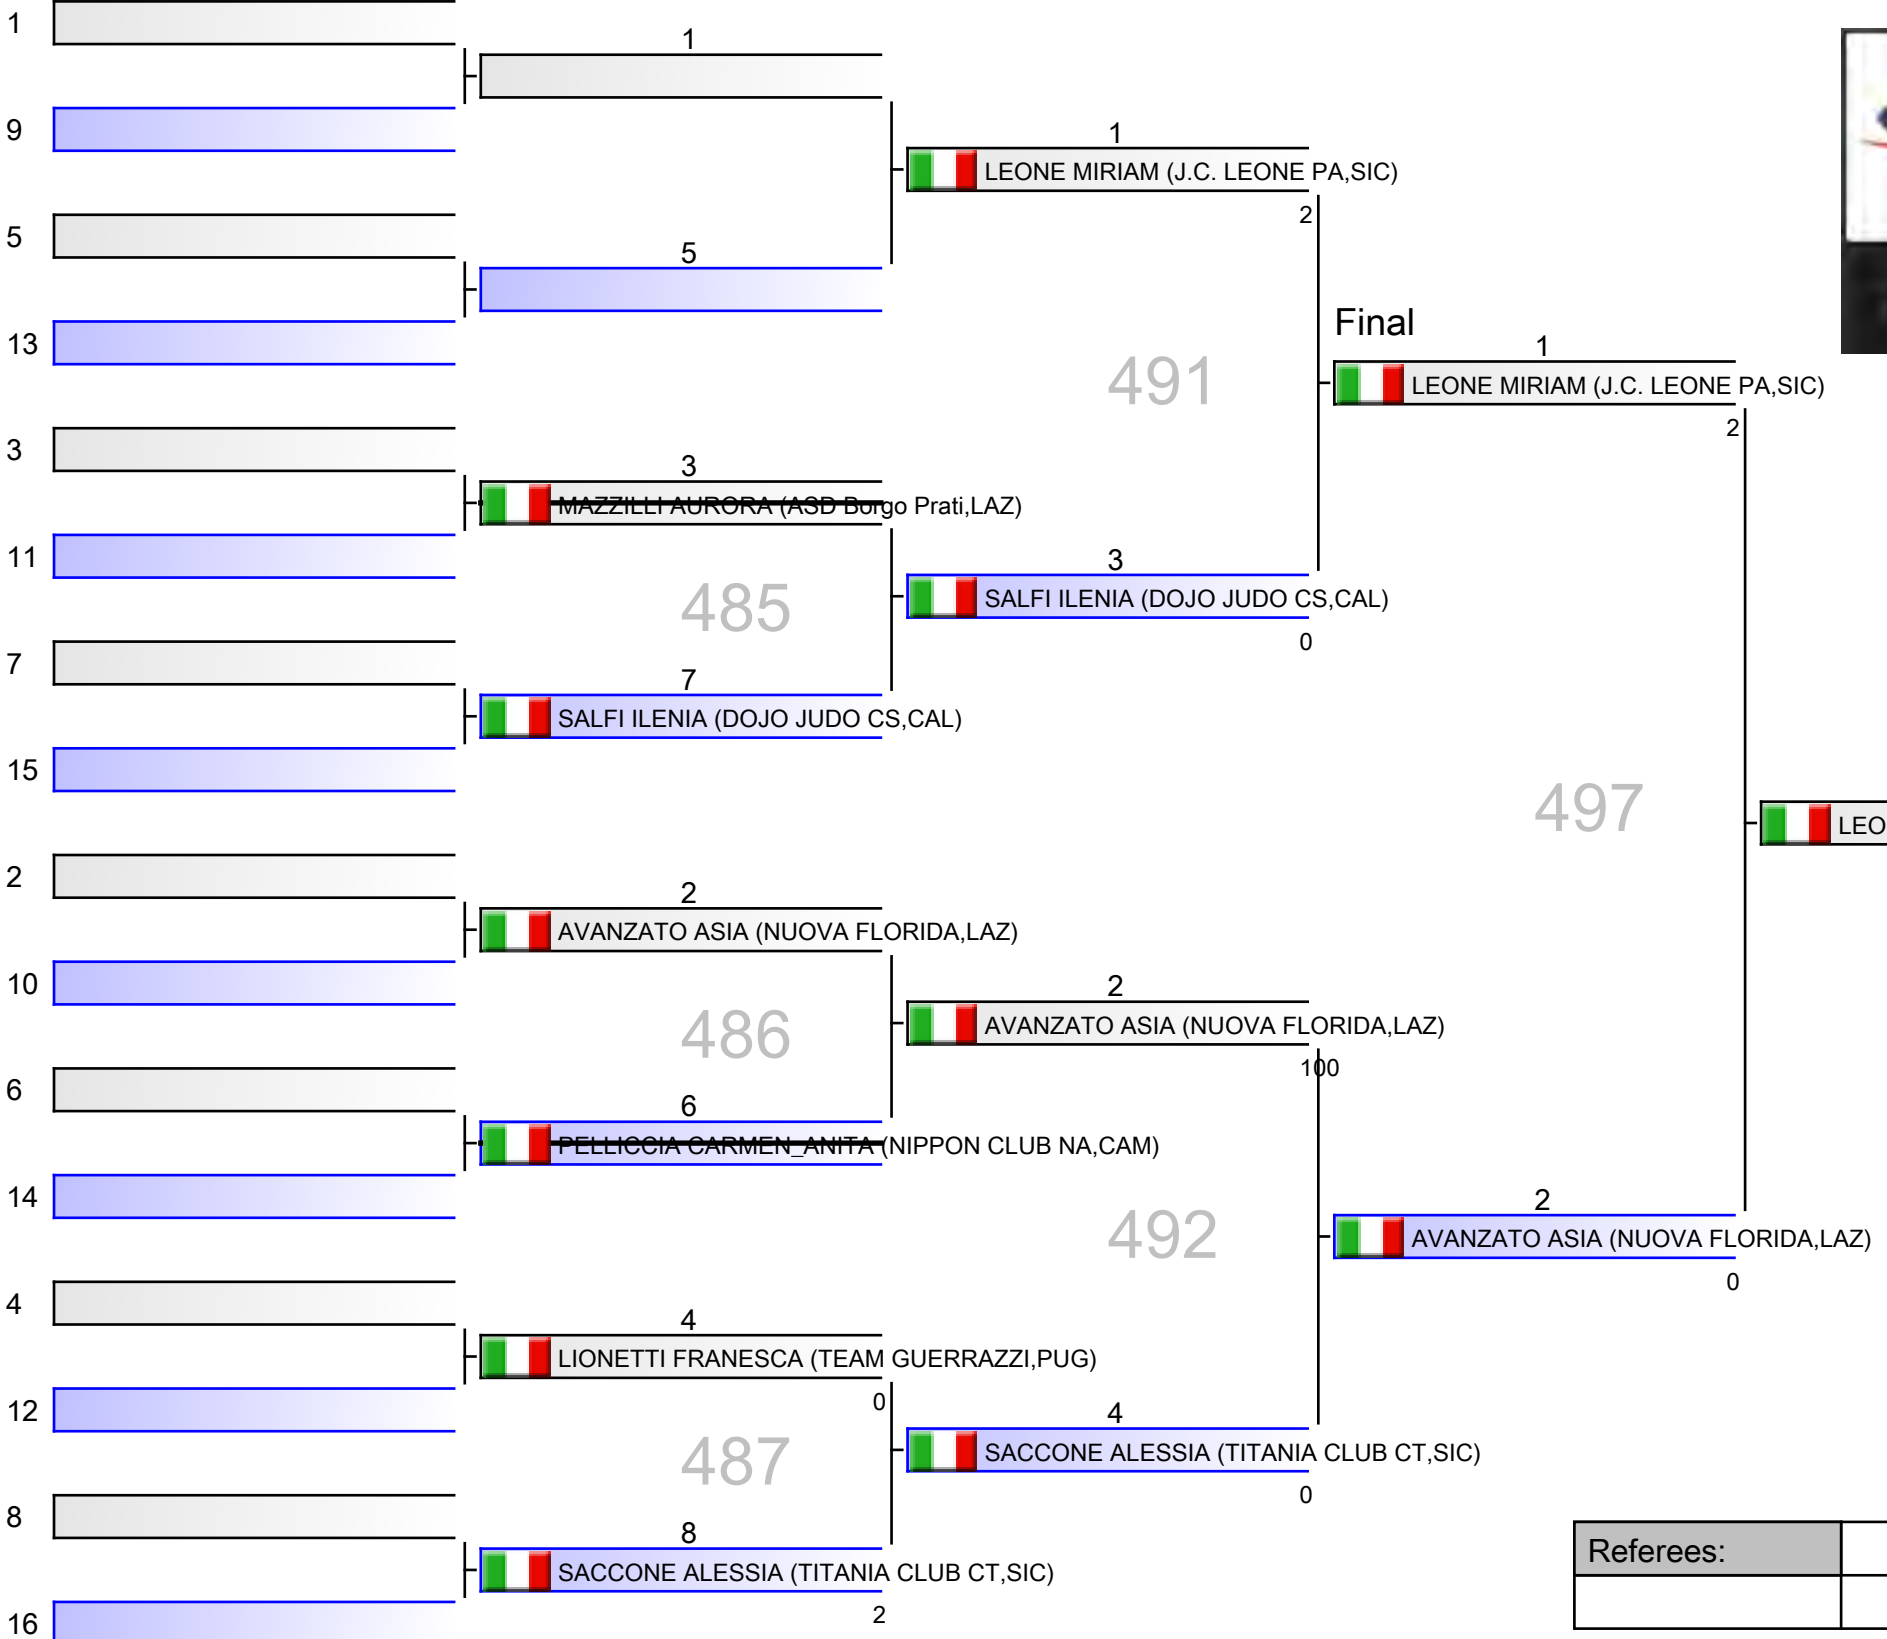 1
1
9
1
LEONE MIRIAM (J.C. LEONE PA,SIC)
2
5
5
13
Final
1
491
LEONE MIRIAM (J.C. LEONE PA,SIC)
2
3
3
MAZZILLI AURORA (ASD Borgo Prati,LAZ)
11
3
485
SALFI ILENIA (DOJO JUDO CS,CAL)
0
7
7
SALFI ILENIA (DOJO JUDO CS,CAL)
15
497
LEO
2
2
AVANZATO ASIA (NUOVA FLORIDA,LAZ)
10
2
486
AVANZATO ASIA (NUOVA FLORIDA,LAZ)
100
6
6
PELLICCIA CARMEN_ANITA (NIPPON CLUB NA,CAM)
14
2
492
AVANZATO ASIA (NUOVA FLORIDA,LAZ)
0
4
4
LIONETTI FRANESCA (TEAM GUERRAZZI,PUG)
0
12
4
487
SACCONE ALESSIA (TITANIA CLUB CT,SIC)
0
8
8
SACCONE ALESSIA (TITANIA CLUB CT,SIC)
2
16
Referees: